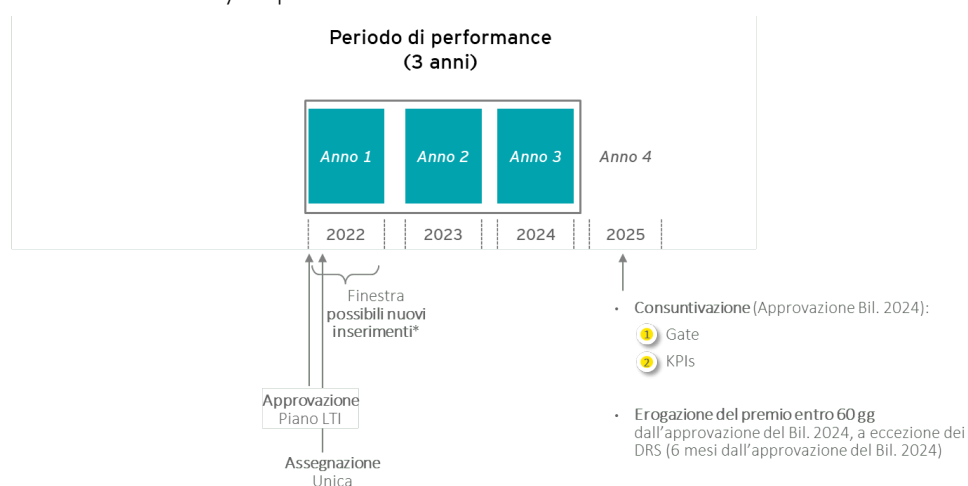 Periodo di performance
(3 anni)
Anno 1
Anno 2
Anno 3
Anno 4
2022
2023
2024
2025
Finestra
possibili nuovi
inserimenti*
Approvazione
Piano LTI
Assegnazione
Unica
• Consuntivazione (Approvazione Bil. 2024):
1 Gate
2 KPIs
• Erogazione del premio entro 60 gg
dall'approvazione del Bil. 2024, a eccezione dei
DRS (6 mesi dall'approvazione del Bil. 2024)